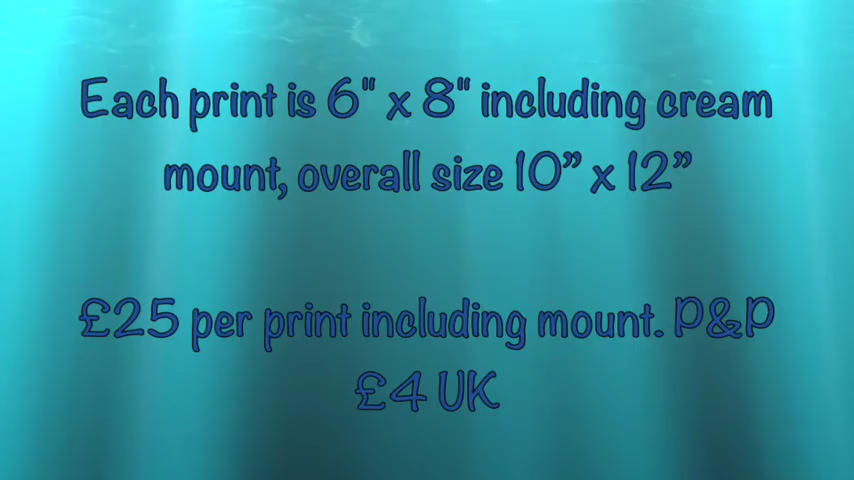 Each print is 6" x 8" including cream
mount, overall size 10” x 12”
£25 per print including mount. P&P
£4 UK